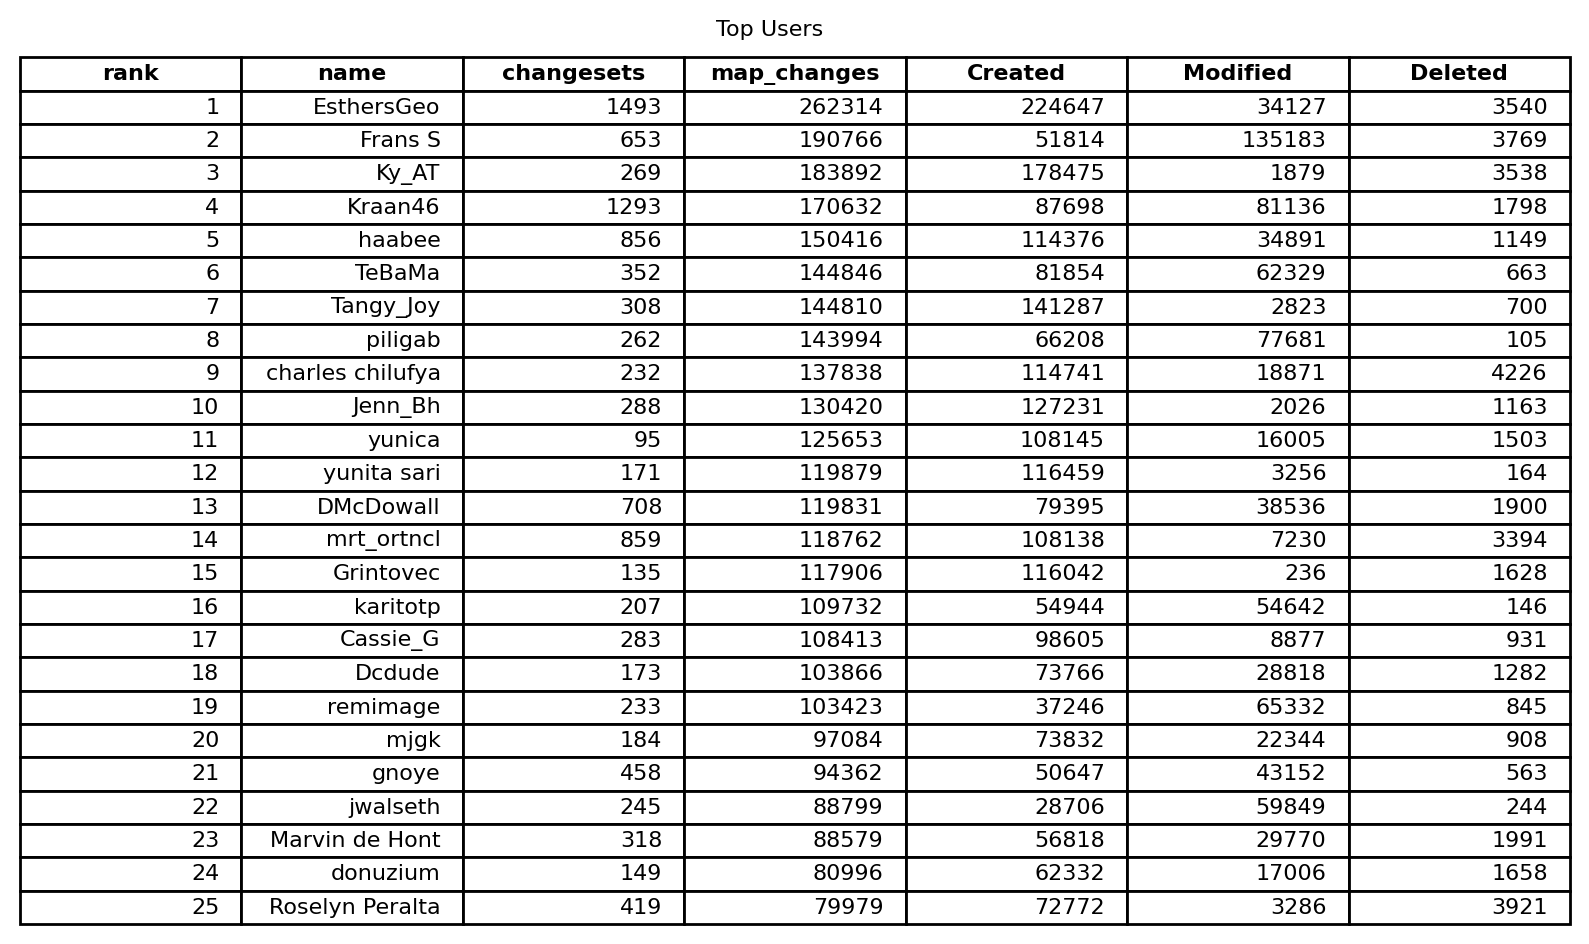 Top Users
rank name changesets map_changes Created Modified Deleted
1 EsthersGeo 1493 262314 224647 34127 3540
2 Frans S 653 190766 51814 135183 3769
3 Ky_AT 269 183892 178475 1879 3538
4 Kraan46 1293 170632 87698 81136 1798
5 haabee 856 150416 114376 34891 1149
6 TeBaMa 352 144846 81854 62329 663
7 Tangy_Joy 308 144810 141287 2823 700
8 piligab 262 143994 66208 77681 105
9 charles chilufya 232 137838 114741 18871 4226
10 Jenn_Bh 288 130420 127231 2026 1163
11 yunica 95 125653 108145 16005 1503
12 yunita sari 171 119879 116459 3256 164
13 DMcDowall 708 119831 79395 38536 1900
14 mrt_ortncl 859 118762 108138 7230 3394
15 Grintovec 135 117906 116042 236 1628
16 karitotp 207 109732 54944 54642 146
17 Cassie_G 283 108413 98605 8877 931
18 Dcdude 173 103866 73766 28818 1282
19 remimage 233 103423 37246 65332 845
20 mjgk 184 97084 73832 22344 908
21 gnoye 458 94362 50647 43152 563
22 jwalseth 245 88799 28706 59849 244
23 Marvin de Hont 318 88579 56818 29770 1991
24 donuzium 149 80996 62332 17006 1658
25 Roselyn Peralta 419 79979 72772 3286 3921